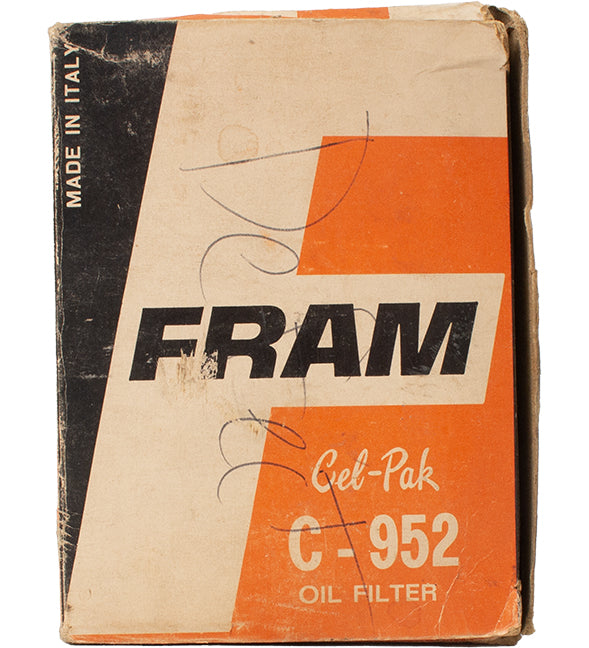 MADE IN ITALY
FRAM
Cel-Pak
C - 952
OIL FILTER